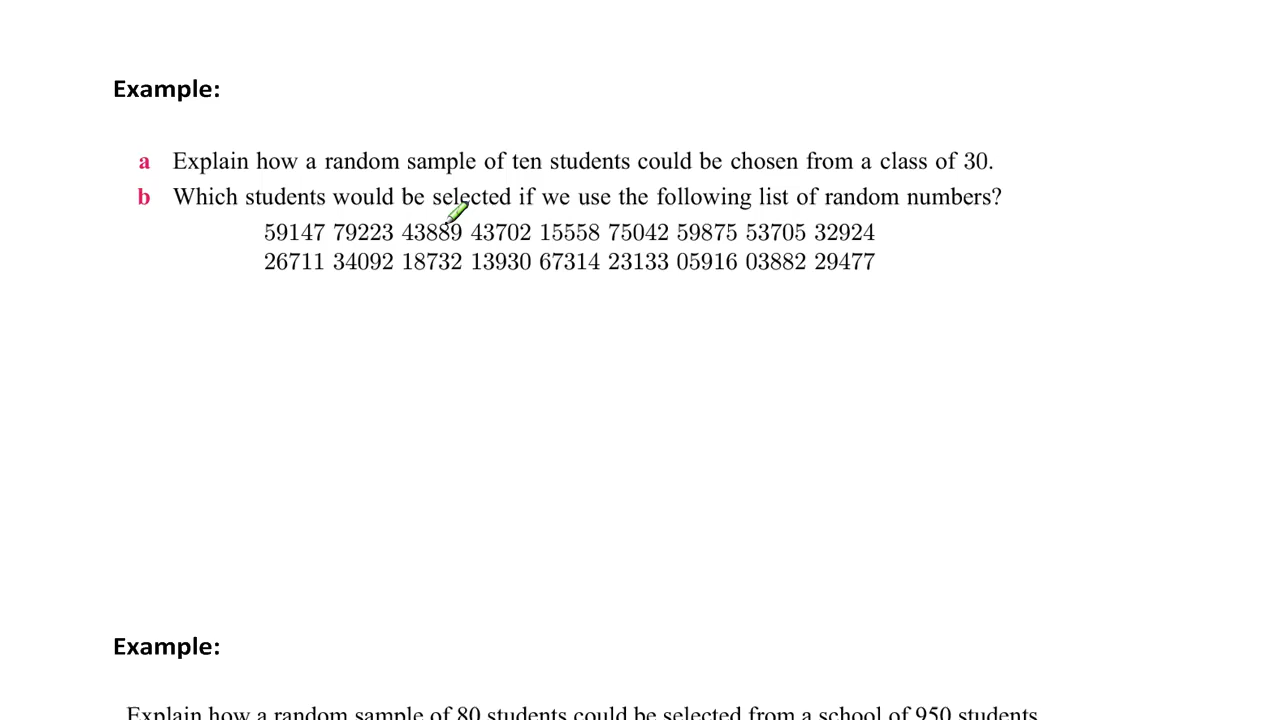 Example:
a Explain how a random sample of ten students could be chosen from a class of 30.
b Which students would be selected if we use the following list of random numbers?
59147 79223 43889 43702 15558 75042 59875 53705 32924
26711 34092 18732 13930 67314 23133 05916 03882 29477
Example:
Explain how a random sample of 80 students could be selected from a school of 950 students